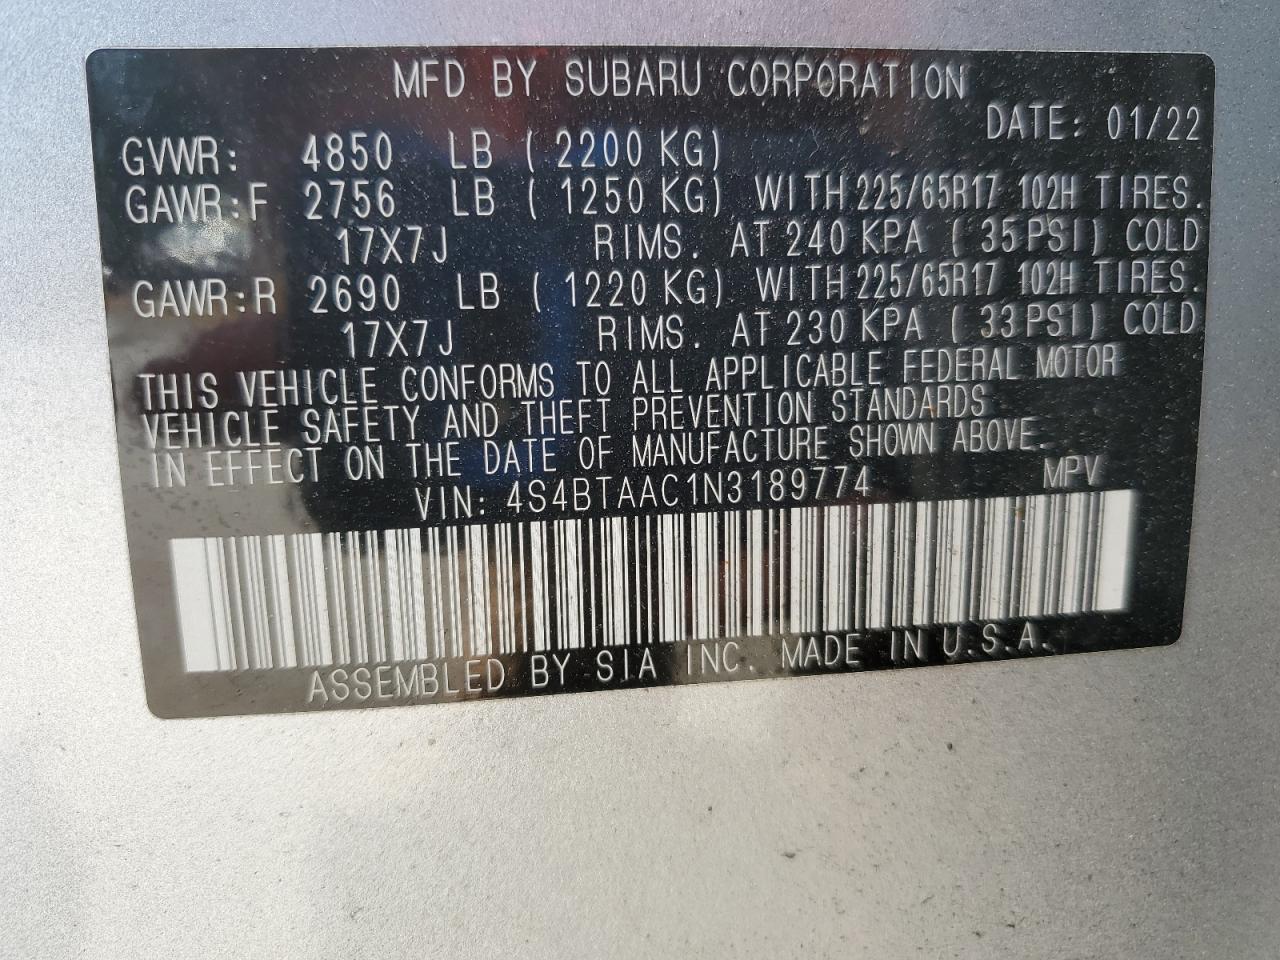 MFD BY SUBARU CORPORATION
DATE: 01/22
GVWR: 4850 LB (2200 KG)
GAWR:F 2756 LB (1250 KG) WITH 225/65R17 102H TIRES.
17X7J RIMS. AT 240 KPA (35 PSI) COLD
GAWR:R 2690 LB (1220 KG) WITH 225/65R17 102H TIRES.
17X7J RIMS. AT 230 KPA (33 PSI) COLD
THIS VEHICLE CONFORMS TO ALL APPLICABLE FEDERAL MOTOR
VEHICLE SAFETY AND THEFT PREVENTION STANDARDS
IN EFFECT ON THE DATE OF MANUFACTURE SHOWN ABOVE.
VIN: 4S4BTAAC1N3189774 MPV
ASSEMBLED BY SIA INC. MADE IN U.S.A.